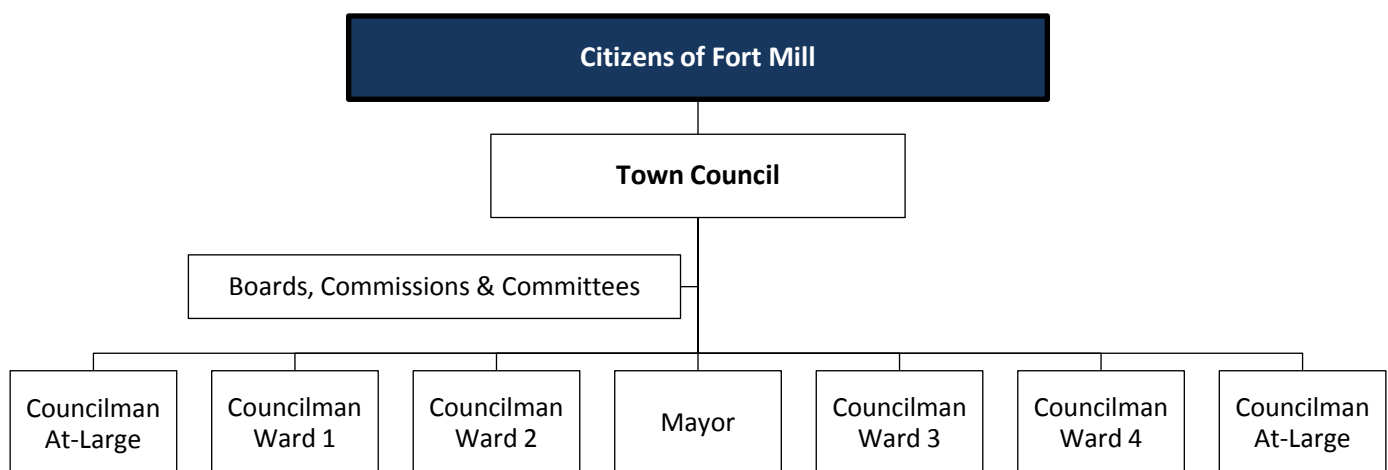 Citizens of Fort Mill
Town Council
Boards, Commissions & Committees
Councilman
At-Large
Councilman
Ward 1
Councilman
Ward 2
Mayor
Councilman
Ward 3
Councilman
Ward 4
Councilman
At-Large